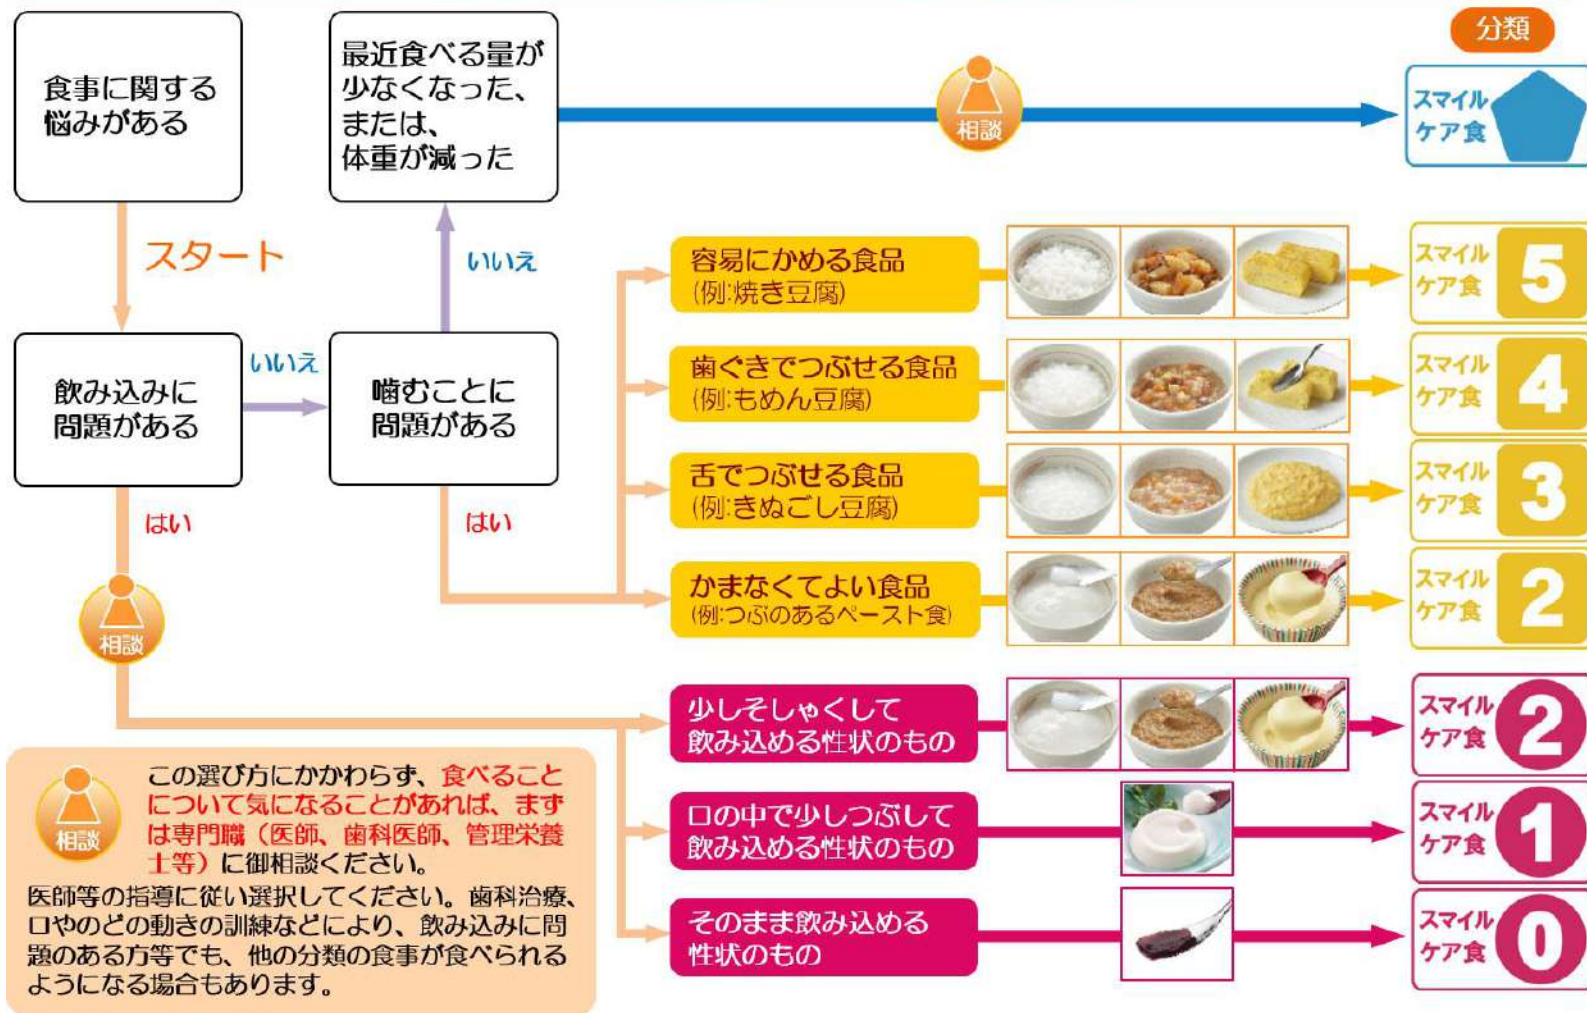 食事に関する
悩みがある
最近食べる量が
少なくなった、
または、
体重が減った
相談
分類
スマイル
ケア食
スタート
いいえ
飲み込みに
問題がある
いいえ
噛むことに
問題がある
はい
はい
相談
容易にかめる食品
(例:焼き豆腐)
スマイル
ケア食
5
歯ぐきでつぶせる食品
(例:もめん豆腐)
スマイル
ケア食
4
舌でつぶせる食品
(例:きぬごし豆腐)
スマイル
ケア食
3
かまなくてよい食品
(例:つぶのあるペースト食)
スマイル
ケア食
2
少しそしゃくして
飲み込める性状のもの
スマイル
ケア食
2
口の中で少しつぶして
飲み込める性状のもの
スマイル
ケア食
1
そのまま飲み込める
性状のもの
スマイル
ケア食
0
相談
この選び方にかかわらず、食べること
について気になることがあれば、まず
は専門職（医師、歯科医師、管理栄養
士等）に御相談ください。
医師等の指導に従い選択してください。歯科治療、
口やのどの動きの訓練などにより、飲み込みに問
題のある方等でも、他の分類の食事が食べられる
ようになる場合もあります。